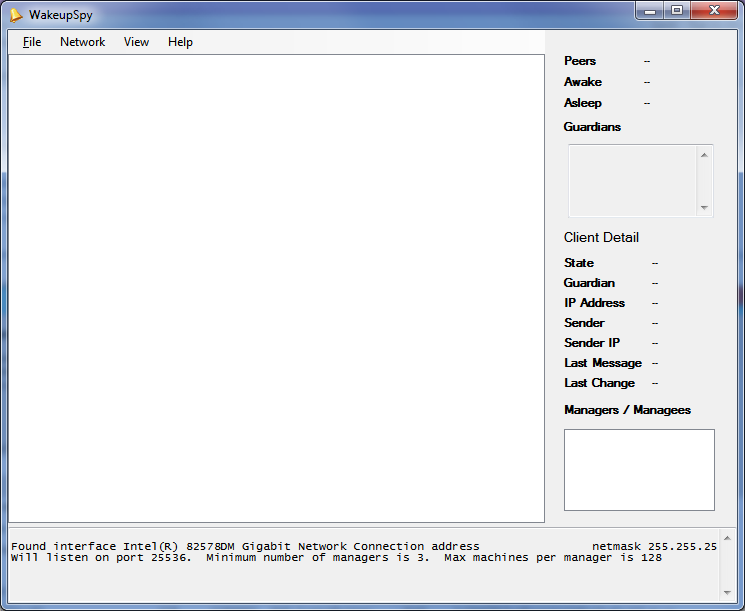 WakeupSpy
File Network View Help
Peers --
Awake --
Asleep --
Guardians
Client Detail
State --
Guardian --
IP Address --
Sender --
Sender IP --
Last Message --
Last Change --
Managers / Managees
Found interface Intel(R) 82578DM Gigabit Network Connection address netmask 255.255.25
Will listen on port 25536. Minimum number of managers is 3. Max machines per manager is 128